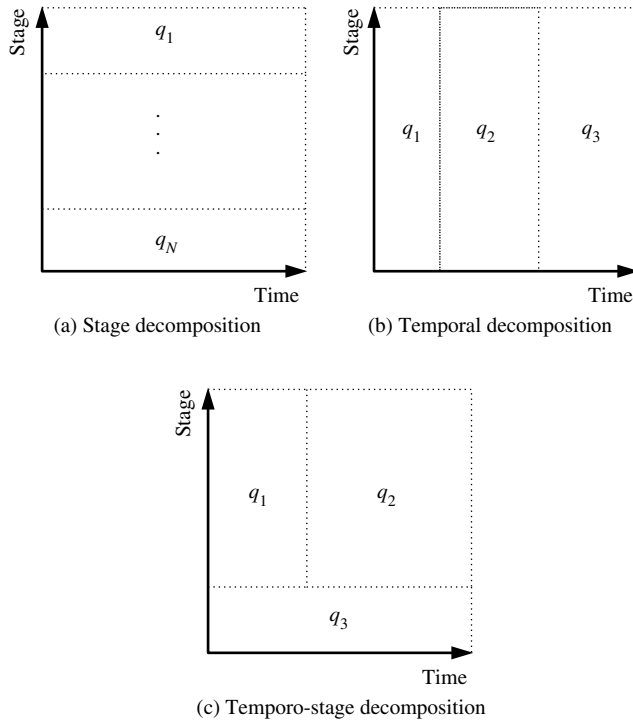 Stage
q1
. . .
qN
Time
(a) Stage decomposition
Stage
q1
q2
q3
Time
(b) Temporal decomposition
Stage
q1
q2
q3
Time
(c) Temporo-stage decomposition